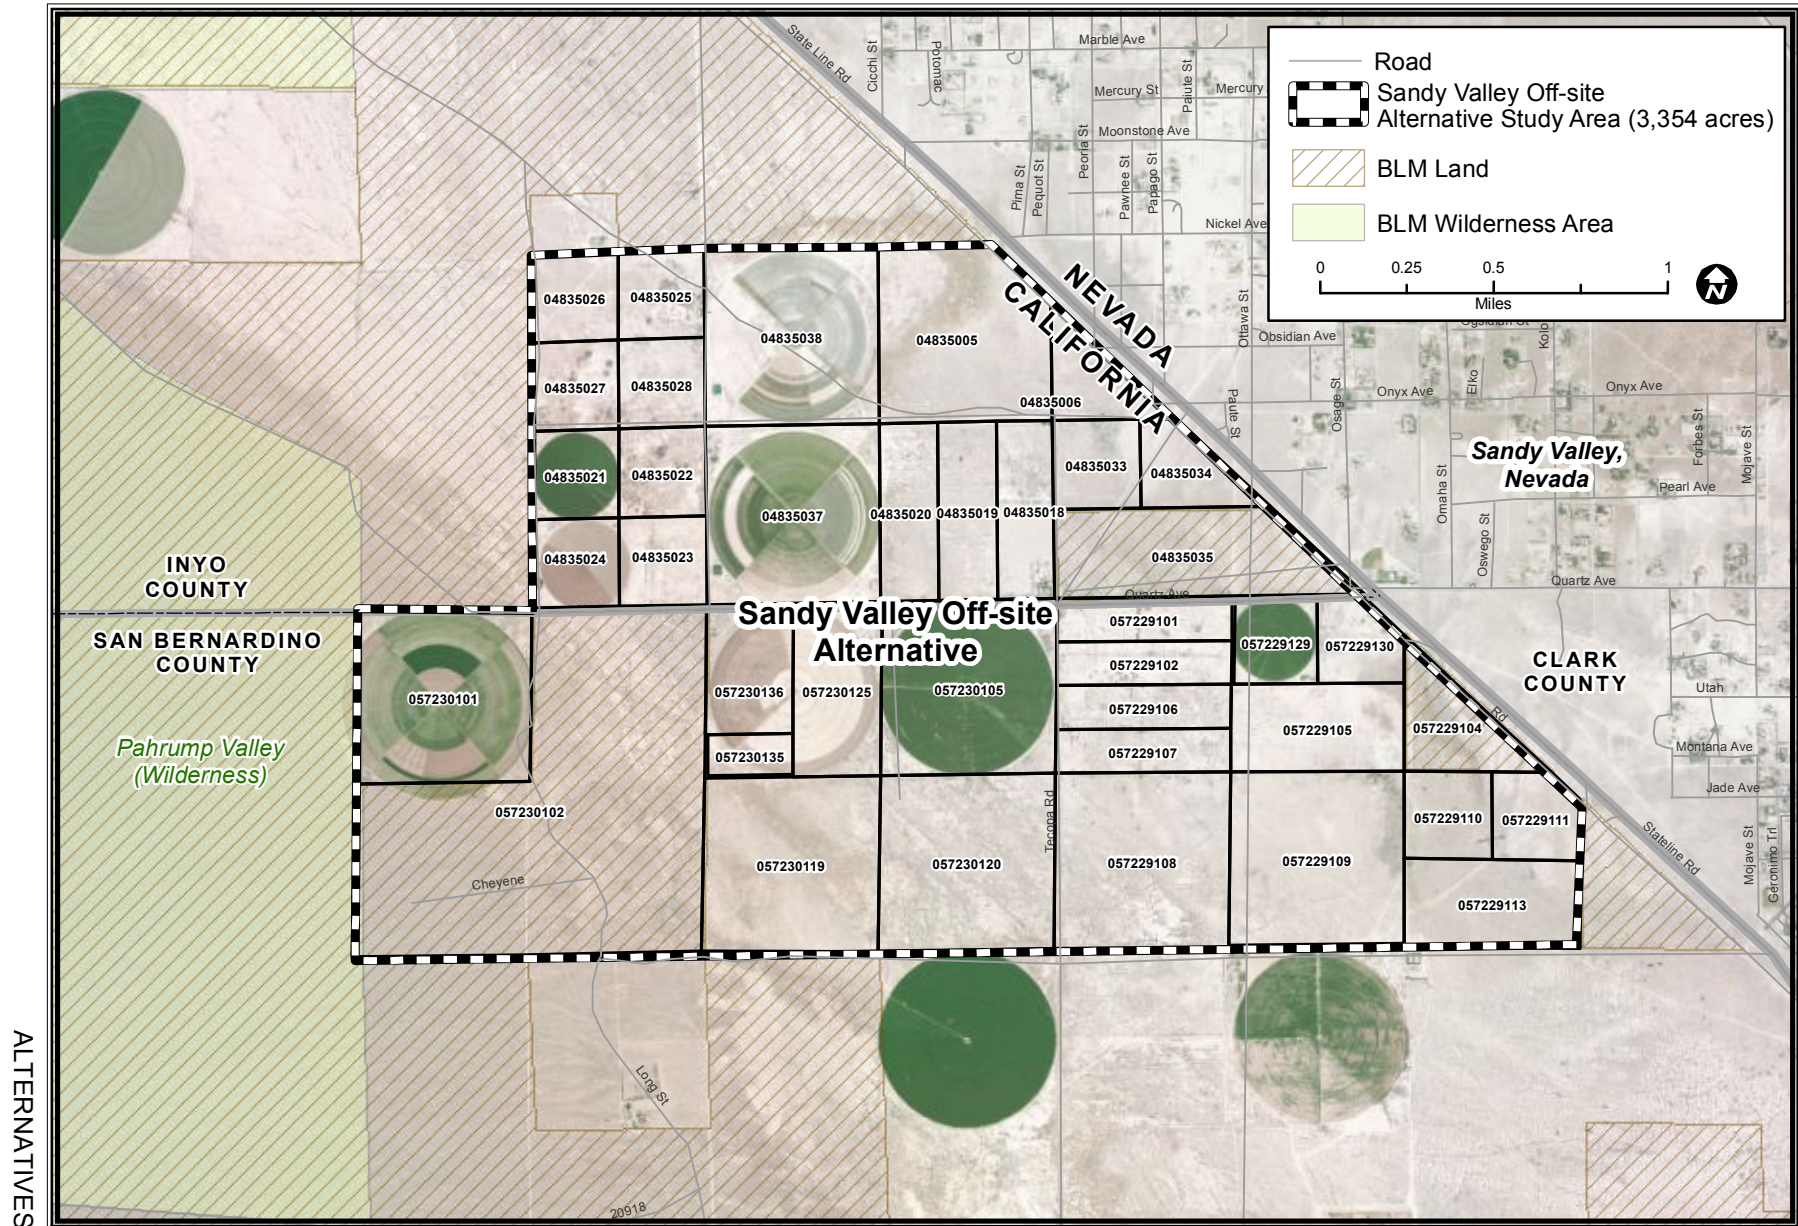 State Line Rd
Cicchi St
Potomac
Marble Ave
Mercury St
Paiute St
Mercury
Moonstone Ave
Peoria St
Pima St
Pequot St
Pawnee St
Papago St
Nickel Ave
Road
Sandy Valley Off-site
Alternative Study Area (3,354 acres)
BLM Land
BLM Wilderness Area
0 0.25 0.5 1
Miles
N
NEVADA
CALIFORNIA
Ottawa St
Obsidian Ave
Kolo
Onyx Ave
Elko
Onyx Ave
Paute St
Osage St
Forbes St
Mojave St
Sandy Valley,
Nevada
Omaha St
Pearl Ave
Oswego St
Quartz Ave
04835026
04835025
04835038
04835005
04835027
04835028
04835006
04835021
04835022
04835033
04835034
04835037
04835020
04835019
04835018
04835024
04835023
04835035
INYO
COUNTY
SAN BERNARDINO
COUNTY
Quartz Ave
Sandy Valley Off-site
Alternative
057229101
057229129
057229130
057229102
CLARK
COUNTY
057230101
057230136
057230125
057230105
057229106
057229105
057229104
Rd
Utah
Montana Ave
Jade Ave
Pahrump Valley
(Wilderness)
057230135
057229107
057230102
Tecopa Rd
057229110
057229111
057230119
057230120
057229108
057229109
Stateline Rd
Mojave St
Geronimo Trl
Cheyene
057229113
Long St
20918
ALTERNATIVES